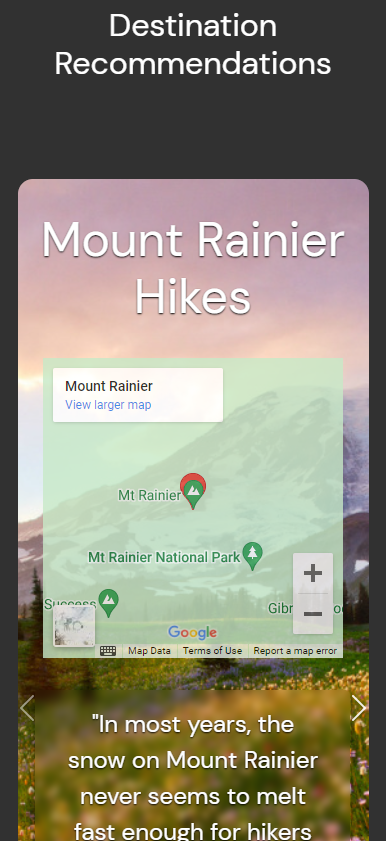 Destination
Recommendations
Mount Rainier
Hikes
Mount Rainier
View larger map
Mt Rainier
Mt Rainier National Park
Success
Google
Map Data
Terms of Use
Report a map error
"In most years, the
snow on Mount Rainier
never seems to melt
fast enough for hikers